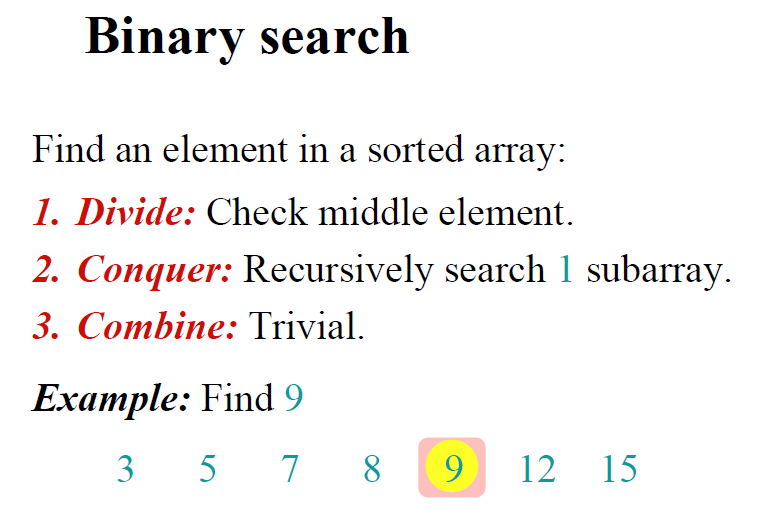 Binary search
Find an element in a sorted array:
1. Divide: Check middle element.
2. Conquer: Recursively search 1 subarray.
3. Combine: Trivial.
Example: Find 9
3 5 7 8 9 12 15